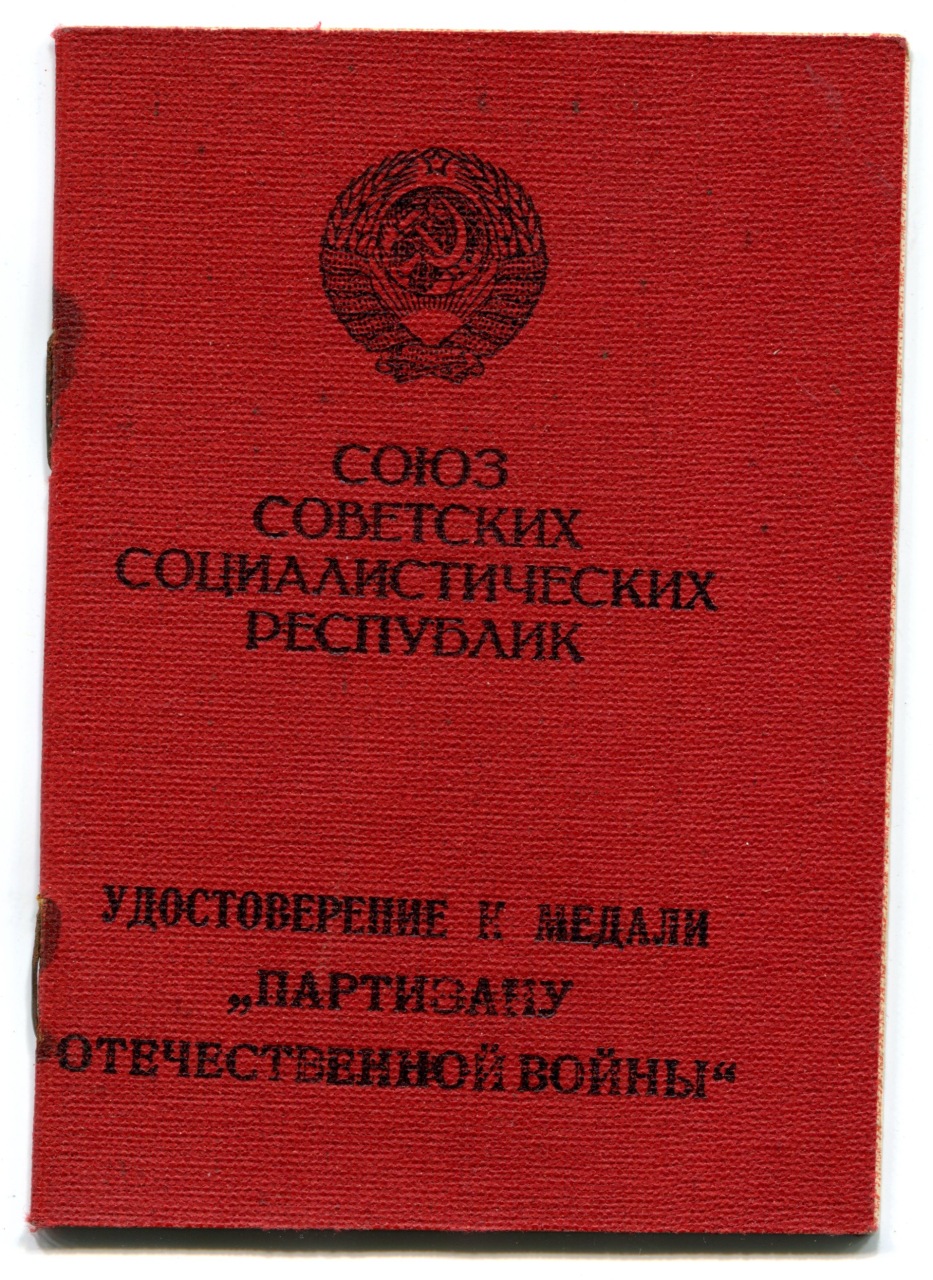 СОЮЗ
СОВЕТСКИХ
СОЦИАЛИСТИЧЕСКИХ
РЕСПУБЛИК
УДОСТОВЕРЕНИЕ К МЕДАЛИ
„ПАРТИЗАНУ
ОТЕЧЕСТВЕННОЙ ВОЙНЫ“